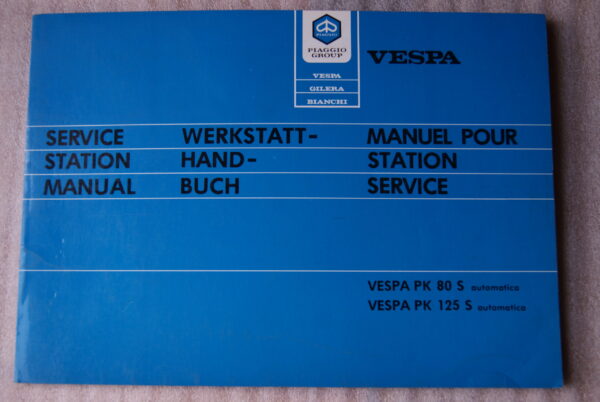 PIAGGIO
PIAGGIO
GROUP
VESPA
VESPA
GILERA
BIANCHI
SERVICE WERKSTATT- MANUEL POUR
STATION HAND- STATION
MANUAL BUCH SERVICE
VESPA PK 80 S automatica
VESPA PK 125 S automatica